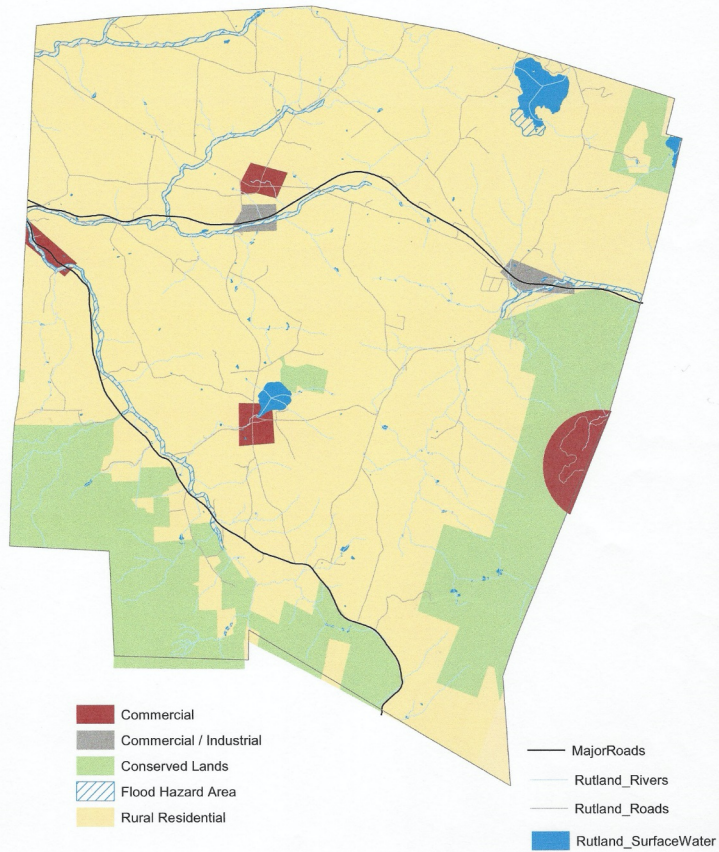 Commercial
Commercial / Industrial
Conserved Lands
Flood Hazard Area
Rural Residential
MajorRoads
Rutland_Rivers
Rutland_Roads
Rutland_SurfaceWater